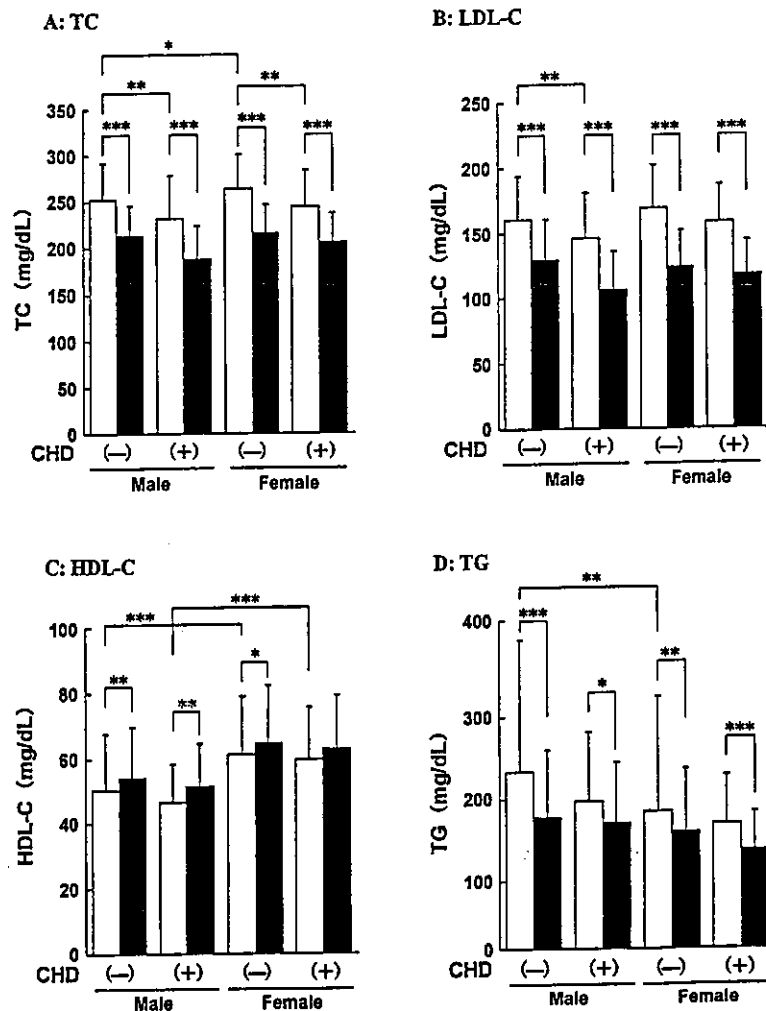 A: TC
*
**
**
***
***
***
***
350
300
250
200
150
100
50
0
TC (mg/dL)
CHD (—) (+) (—) (+)
Male Female
B: LDL-C
**
***
***
***
***
250
200
150
100
50
0
LDL-C (mg/dL)
(—) (+) (—) (+)
Male Female
C: HDL-C
***
***
**
**
*
100
80
60
40
20
0
HDL-C (mg/dL)
CHD (—) (+) (—) (+)
Male Female
D: TG
**
***
*
**
***
400
300
200
100
0
TG (mg/dL)
CHD (—) (+) (—) (+)
Male Female